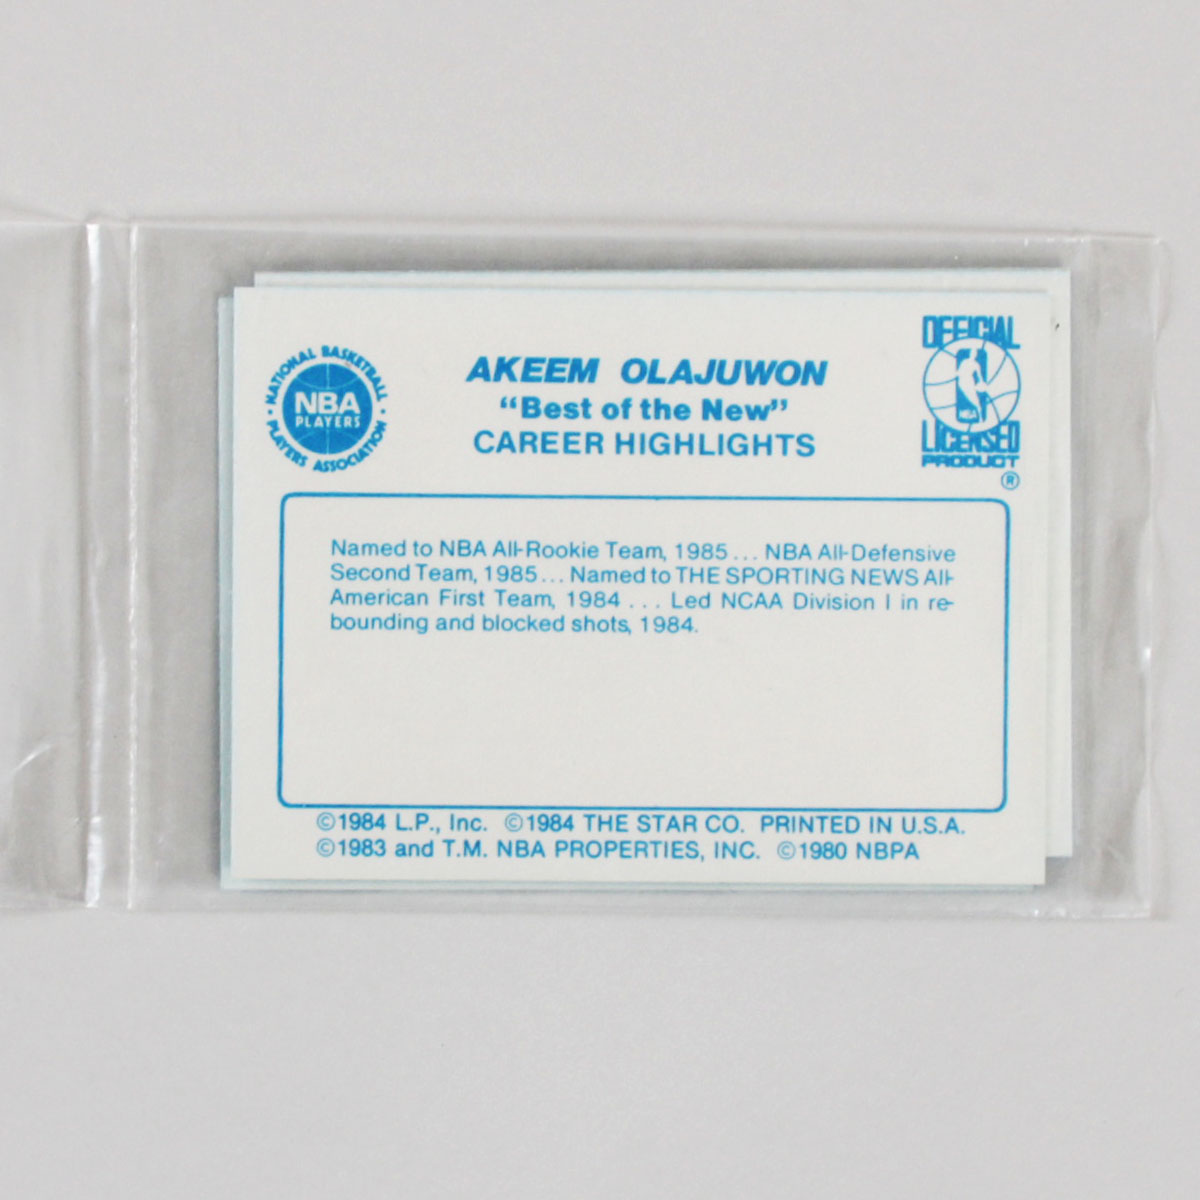 NATIONAL BASKETBALL
NBA
PLAYERS
PLAYERS ASSOCIATION
AKEEM OLAJUWON
"Best of the New"
CAREER HIGHLIGHTS
OFFICIAL
NBA
LICENSED
PRODUCT
®
Named to NBA All-Rookie Team, 1985 ... NBA All-Defensive
Second Team, 1985 ... Named to THE SPORTING NEWS All-
American First Team, 1984 ... Led NCAA Division I in re-
bounding and blocked shots, 1984.
©1984 L.P., Inc. ©1984 THE STAR CO. PRINTED IN U.S.A.
©1983 and T.M. NBA PROPERTIES, INC. ©1980 NBPA